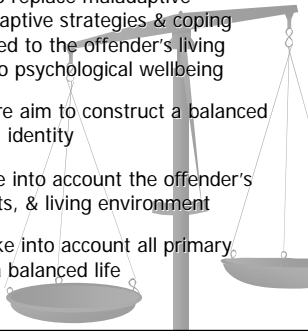 replace maladaptive
aptive strategies & coping
ed to the offender's living
o psychological wellbeing
re aim to construct a balanced
identity
e into account the offender's
ts, & living environment
ke into account all primary
balanced life